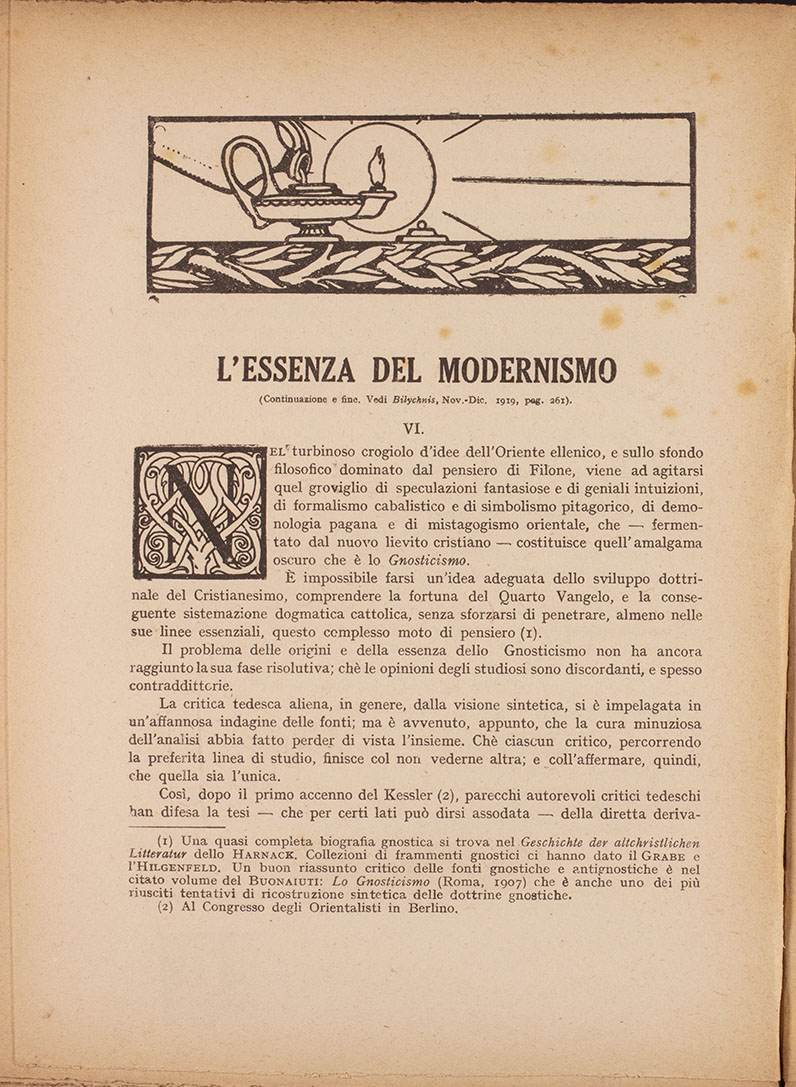 L'ESSENZA DEL MODERNISMO
(Continuazione e fine. Vedi Bilychnis, Nov.-Dic. 1919, pag. 261).
VI.
NEL turbinoso crogiolo d'idee dell'Oriente ellenico, e sullo sfondo
filosofico dominato dal pensiero di Filone, viene ad agitarsi
quel groviglio di speculazioni fantasiose e di geniali intuizioni,
di formalismo cabalistico e di simbolismo pitagorico, di demo-
nologia pagana e di mistagogismo orientale, che — fermen-
tato dal nuovo lievito cristiano — costituisce quell'amalgama
oscuro che è lo Gnosticismo.
È impossibile farsi un'idea adeguata dello sviluppo dottri-
nale del Cristianesimo, comprendere la fortuna del Quarto Vangelo, e la conse-
guente sistemazione dogmatica cattolica, senza sforzarsi di penetrare, almeno nelle
sue linee essenziali, questo complesso moto di pensiero (1).
Il problema delle origini e della essenza dello Gnosticismo non ha ancora
raggiunto la sua fase risolutiva; chè le opinioni degli studiosi sono discordanti, e spesso
contraddittorie.
La critica tedesca aliena, in genere, dalla visione sintetica, si è impelagata in
un'affannosa indagine delle fonti; ma è avvenuto, appunto, che la cura minuziosa
dell'analisi abbia fatto perder di vista l'insieme. Chè ciascun critico, percorrendo
la preferita linea di studio, finisce col non vederne altra; e coll'affermare, quindi,
che quella sia l'unica.
Così, dopo il primo accenno del Kessler (2), parecchi autorevoli critici tedeschi
han difesa la tesi — che per certi lati può dirsi assodata — della diretta deriva-
(1) Una quasi completa biografia gnostica si trova nel Geschichte der altchristlichen
Litteratur dello HARNACK. Collezioni di frammenti gnostici ci hanno dato il GRABE e
l'HILGENFELD. Un buon riassunto critico delle fonti gnostiche e antignostiche è nel
citato volume del BUONAIUTI: Lo Gnosticismo (Roma, 1907) che è anche uno dei più
riusciti tentativi di ricostruzione sintetica delle dottrine gnostiche.
(2) Al Congresso degli Orientalisti in Berlino.